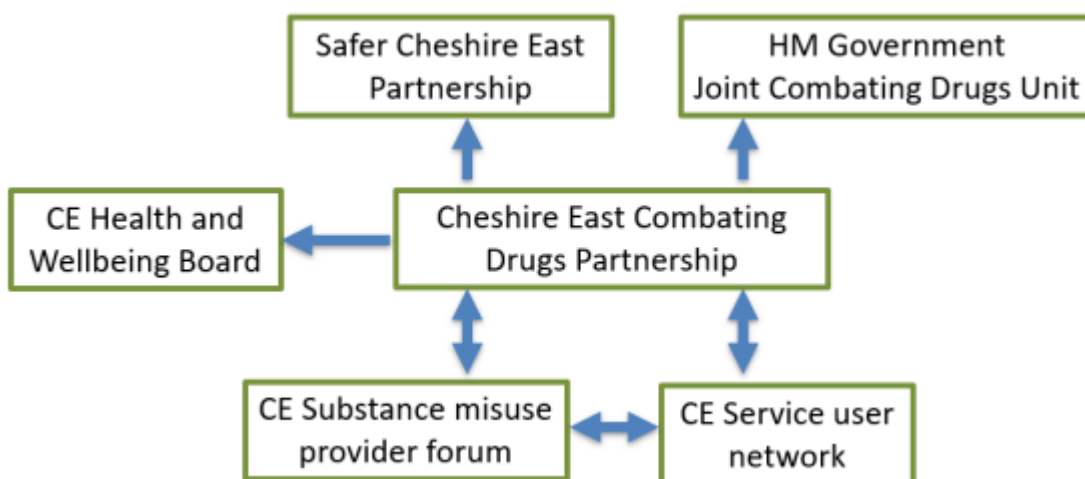 Safer Cheshire East
Partnership
HM Government
Joint Combating Drugs Unit
CE Health and
Wellbeing Board
Cheshire East Combating
Drugs Partnership
CE Substance misuse
provider forum
CE Service user
network